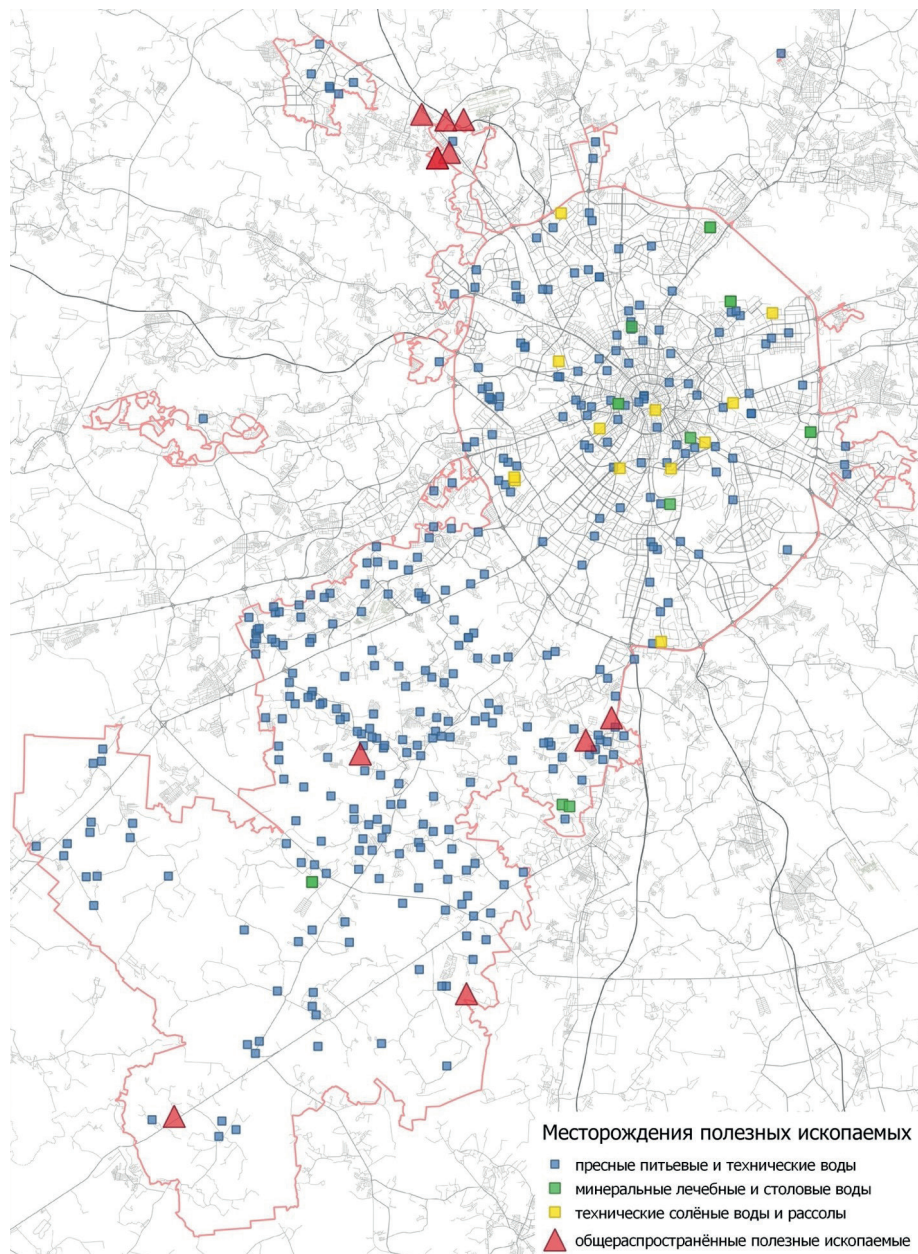 Месторождения полезных ископаемых
пресные питьевые и технические воды
минеральные лечебные и столовые воды
технические солёные воды и рассолы
общераспространённые полезные ископаемые